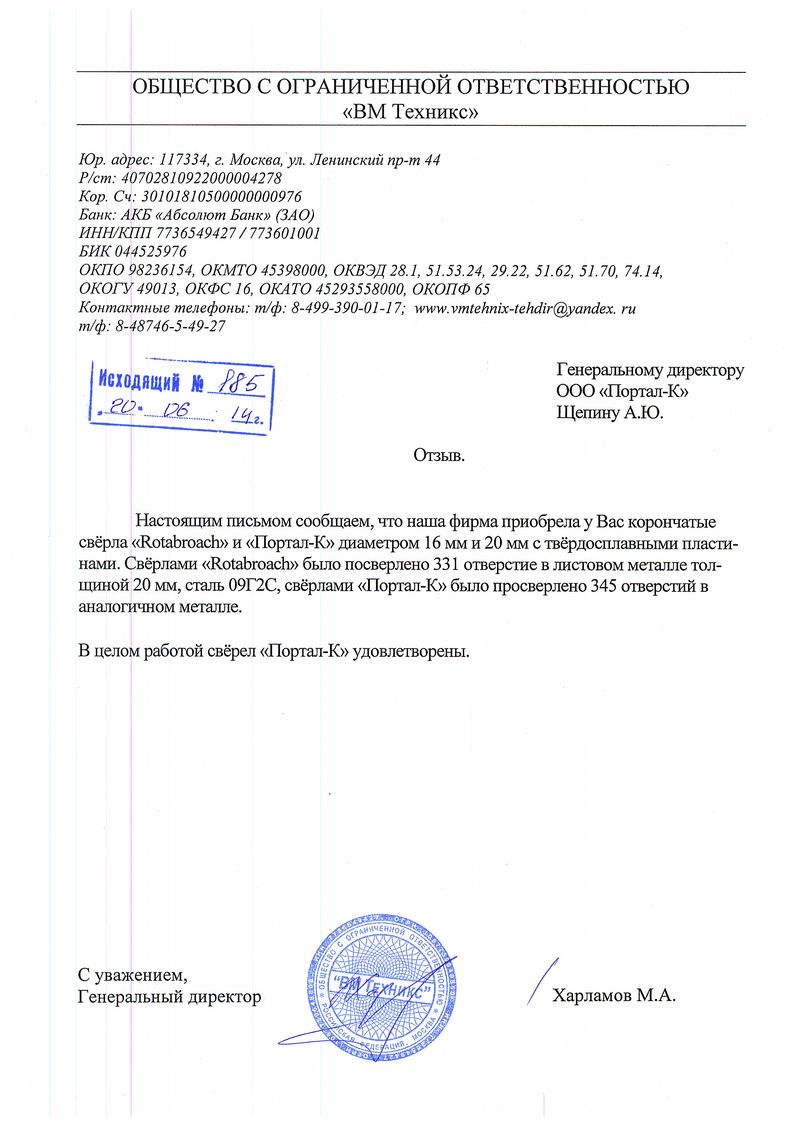 ОБЩЕСТВО С ОГРАНИЧЕННОЙ ОТВЕТСТВЕННОСТЬЮ
«ВМ Техникс»
Юр. адрес: 117334, г. Москва, ул. Ленинский пр-т 44
Р/ст: 40702810922000004278
Кор. Сч: 30101810500000000976
Банк: АКБ «Абсолют Банк» (ЗАО)
ИНН/КПП 7736549427 / 773601001
БИК 044525976
ОКПО 98236154, ОКМТО 45398000, ОКВЭД 28.1, 51.53.24, 29.22, 51.62, 51.70, 74.14,
ОКОГУ 49013, ОКФС 16, ОКАТО 45293558000, ОКОПФ 65
Контактные телефоны: т/ф: 8-499-390-01-17; www.vmtehnix-tehdir@yandex. ru
т/ф: 8-48746-5-49-27
Исходящий № 885
"20" 06 14г.
Генеральному директору
ООО «Портал-К»
Щепину А.Ю.
Отзыв.
Настоящим письмом сообщаем, что наша фирма приобрела у Вас корончатые
свёрла «Rotabroach» и «Портал-К» диаметром 16 мм и 20 мм с твёрдосплавными пласти-
нами. Свёрлами «Rotabroach» было посверлено 331 отверстие в листовом металле тол-
щиной 20 мм, сталь 09Г2С, свёрлами «Портал-К» было просверлено 345 отверстий в
аналогичном металле.
В целом работой свёрел «Портал-К» удовлетворены.
С уважением,
Генеральный директор
ОБЩЕСТВО С ОГРАНИЧЕННОЙ ОТВЕТСТВЕННОСТЬЮ
"ВМ Техникс"
РОССИЙСКАЯ ФЕДЕРАЦИЯ, МОСКВА
Харламов М.А.